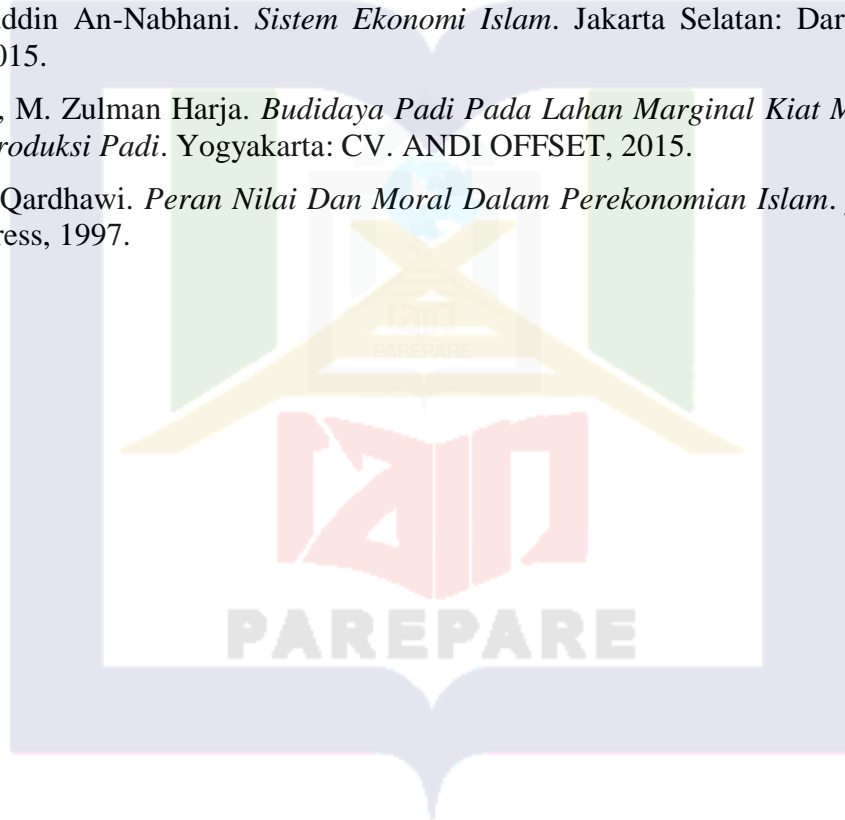 uddin An-Nabhani. Sistem Ekonomi Islam. Jakarta Selatan: Dar
015.
, M. Zulman Harja. Budidaya Padi Pada Lahan Marginal Kiat M
roduksi Padi. Yogyakarta: CV. ANDI OFFSET, 2015.
Qardhawi. Peran Nilai Dan Moral Dalam Perekonomian Islam.
ress, 1997.
PAREPARE
PAREPARE